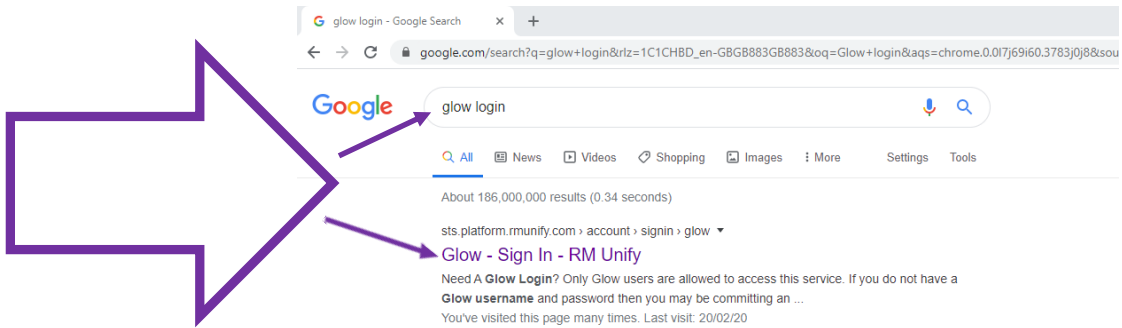 glow login - Google Search
google.com/search?q=glow+login&rlz=1C1CHBD_en-GBGB883GB883&oq=Glow+login&aqs=chrome.0.0l7j69i60.3783j0j8&sou
Google
glow login
All News Videos Shopping Images More Settings Tools
About 186,000,000 results (0.34 seconds)
sts.platform.rmunify.com › account › signin › glow
Glow - Sign In - RM Unify
Need A Glow Login? Only Glow users are allowed to access this service. If you do not have a
Glow username and password then you may be committing an ...
You've visited this page many times. Last visit: 20/02/20